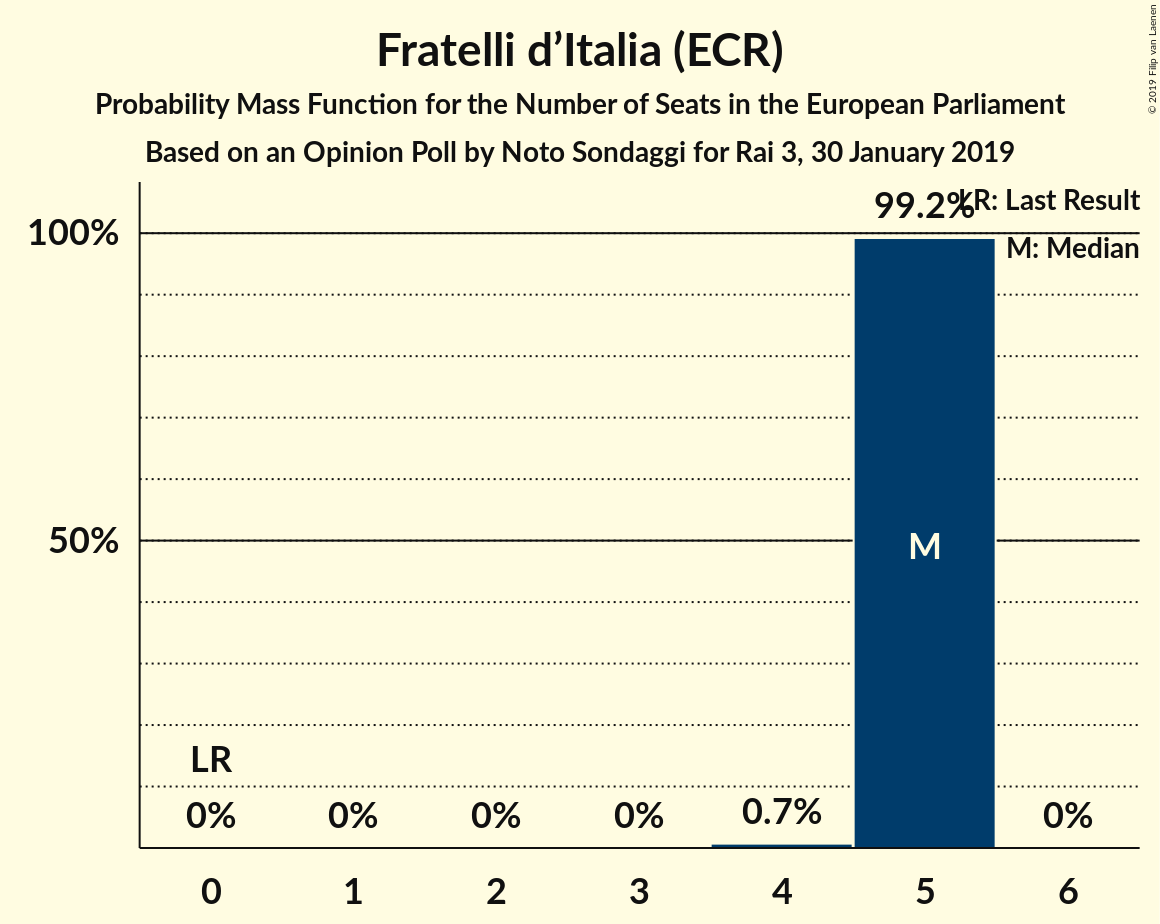 Fratelli d’Italia (ECR)
Probability Mass Function for the Number of Seats in the European Parliament
Based on an Opinion Poll by Noto Sondaggi for Rai 3, 30 January 2019
© 2019 Filip van Laenen
99.2%
LR: Last Result
100%
M: Median
50%
M
LR
0%
0%
0%
0%
0.7%
0%
0 1 2 3 4 5 6